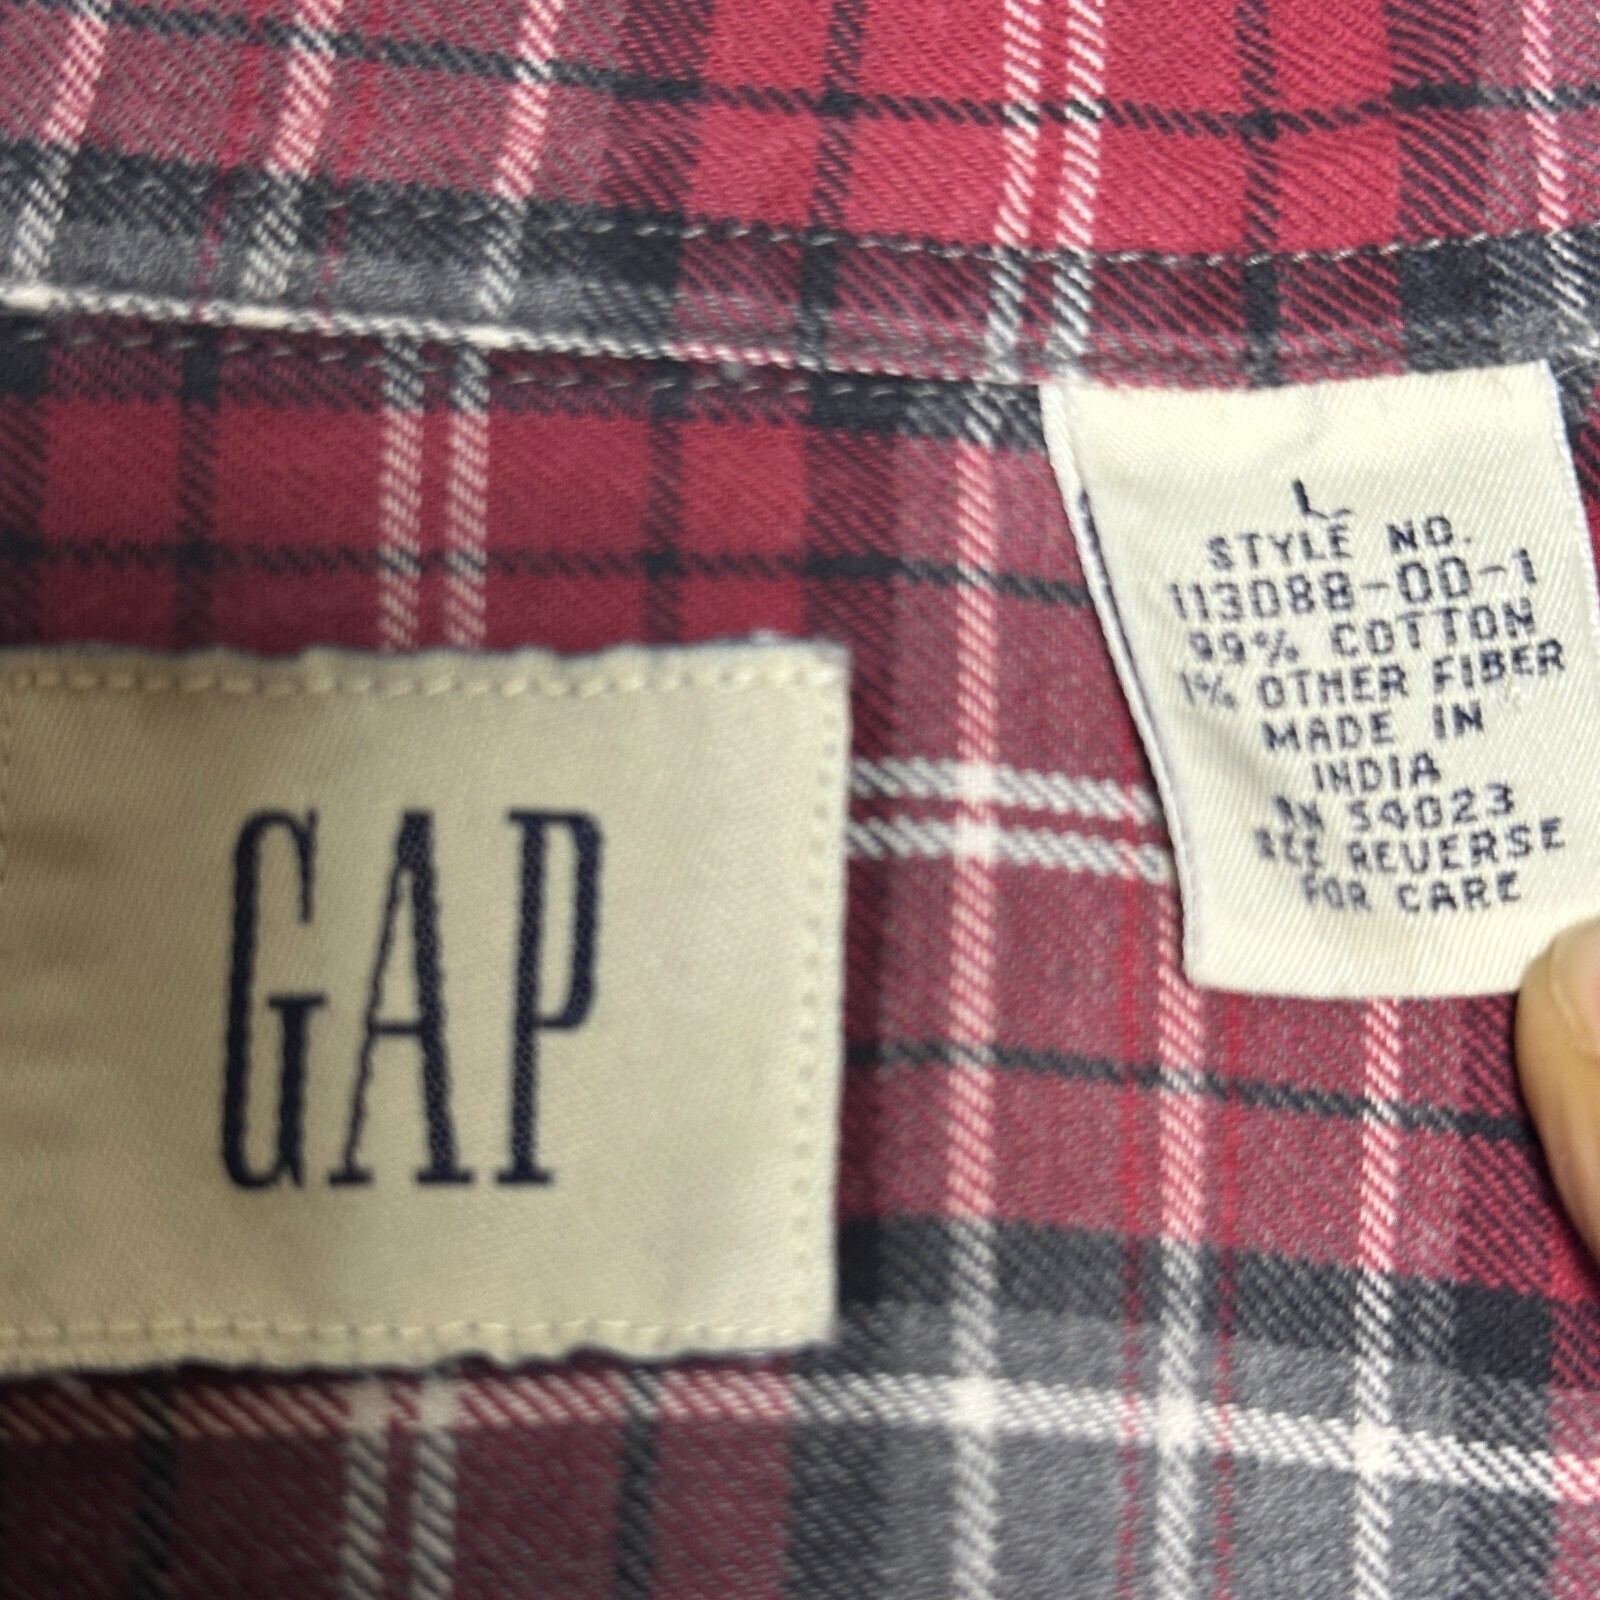 GAP
L
STYLE NO.
113088-00-1
99% COTTON
1% OTHER FIBER
MADE IN
INDIA
RN 54023
SEE REVERSE
FOR CARE